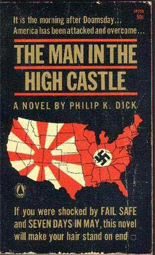 It is the morning after Doomsday...
America has been attacked and overcome...
THE MAN IN THE
HIGH CASTLE
A NOVEL BY PHILIP K. DICK
If you were shocked by FAIL SAFE
and SEVEN DAYS IN MAY, this novel
will make your hair stand on end